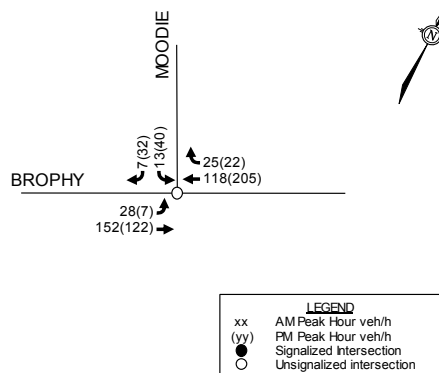 MOODIE
N
7(32)
13(40)
25(22)
118(205)
BROPHY
28(7)
152(122)
LEGEND
xx AM Peak Hour veh/h
(yy) PM Peak Hour veh/h
Signalized Intersection
Unsignalized intersection